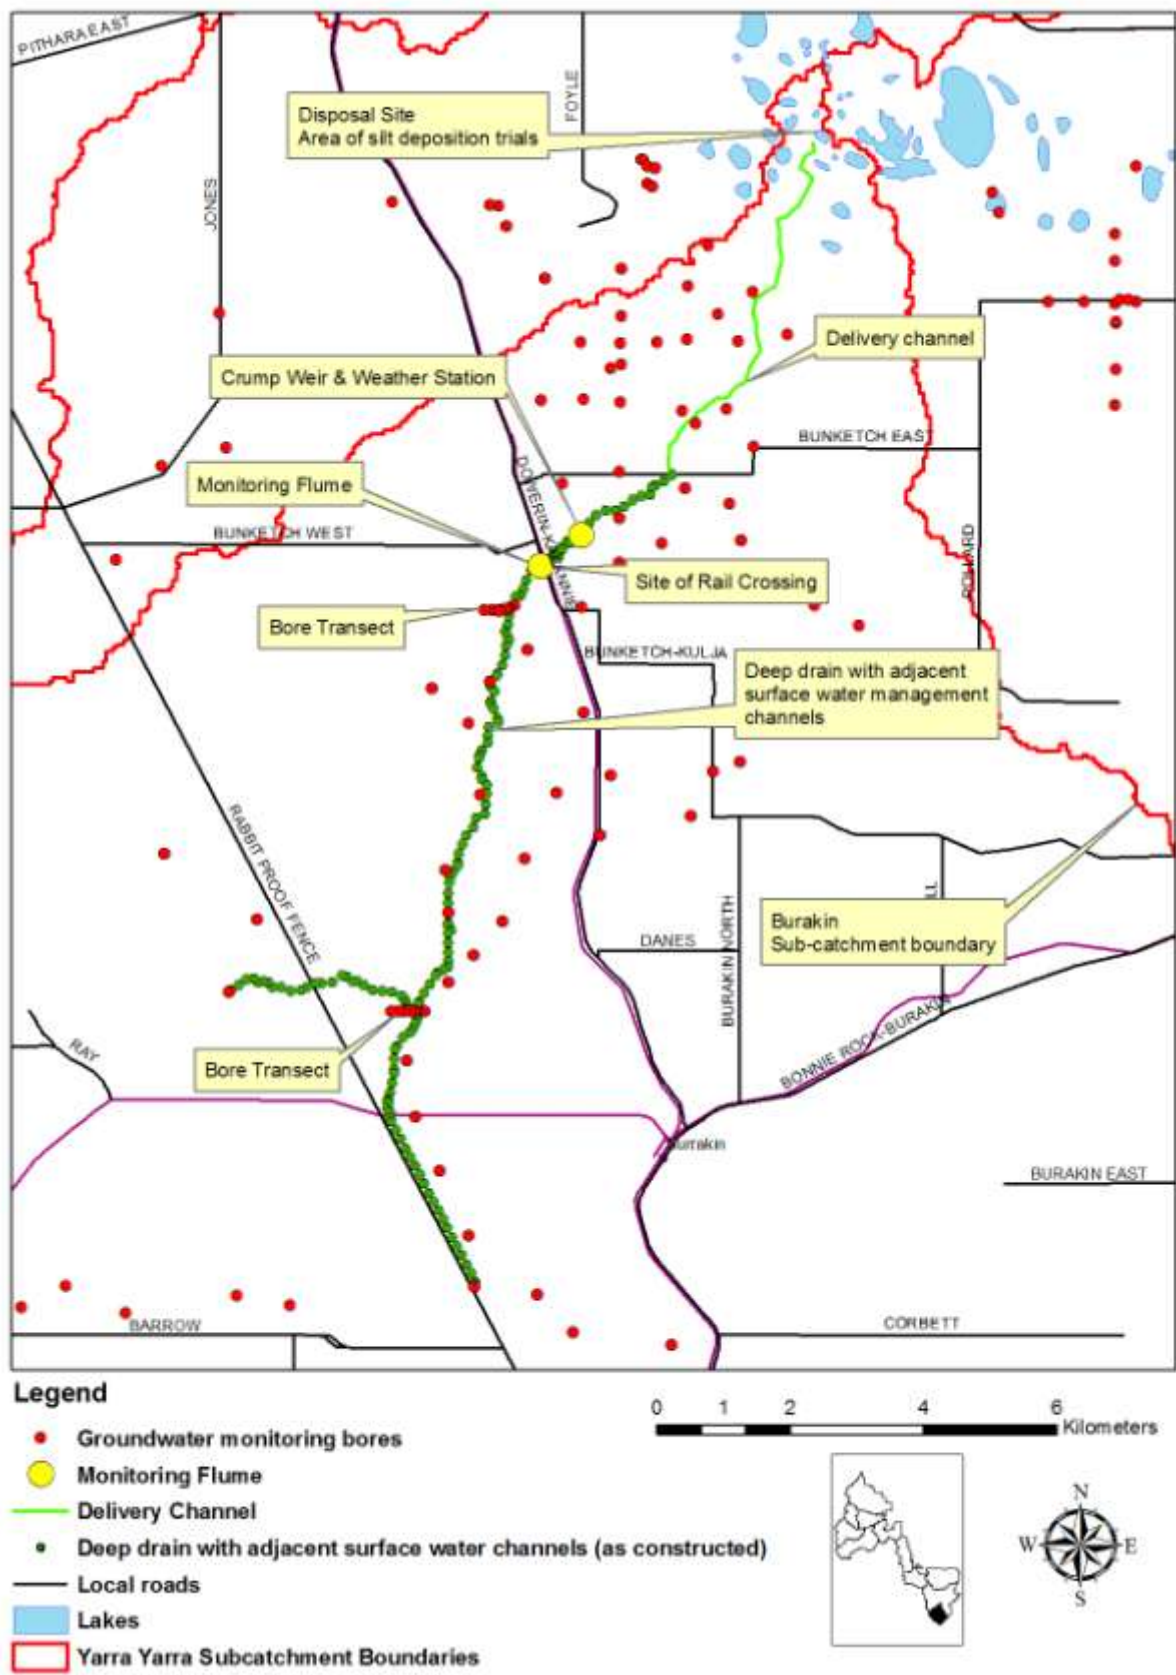 PITHARA EAST
FOYLE
Disposal Site
Area of silt deposition trials
JONES
Delivery channel
Crump Weir & Weather Station
BUNKETCH EAST
Monitoring Flume
BUNKETCH WEST
Site of Rail Crossing
Bore Transect
BUNKETCH-KULJA
Deep drain with adjacent
surface water management
channels
RABBIT PROOF FENCE
Burakin
Sub-catchment boundary
DANES
BURAKIN NORTH
BONNIE ROCK-BURAKIN
RAY
Bore Transect
BURAKIN EAST
BARROW
CORBETT
Legend
Groundwater monitoring bores
Monitoring Flume
Delivery Channel
Deep drain with adjacent surface water channels (as constructed)
Local roads
Lakes
Yarra Yarra Subcatchment Boundaries
0 1 2 4 6
Kilometers
N
W E
S